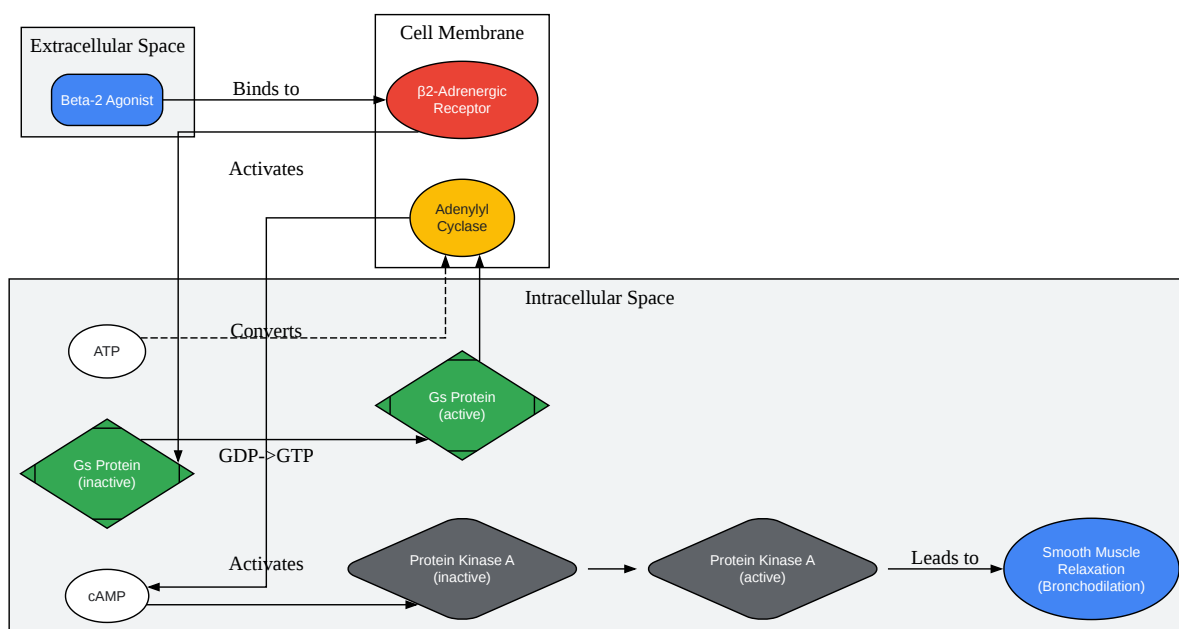 Extracellular Space
Cell Membrane
Beta-2 Agonist
Binds to
β2-Adrenergic
Receptor
Activates
Adenylyl
Cyclase
Intracellular Space
ATP
Converts
Gs Protein
(active)
Gs Protein
(inactive)
GDP->GTP
Activates
cAMP
Protein Kinase A
(inactive)
Protein Kinase A
(active)
Leads to
Smooth Muscle
Relaxation
(Bronchodilation)